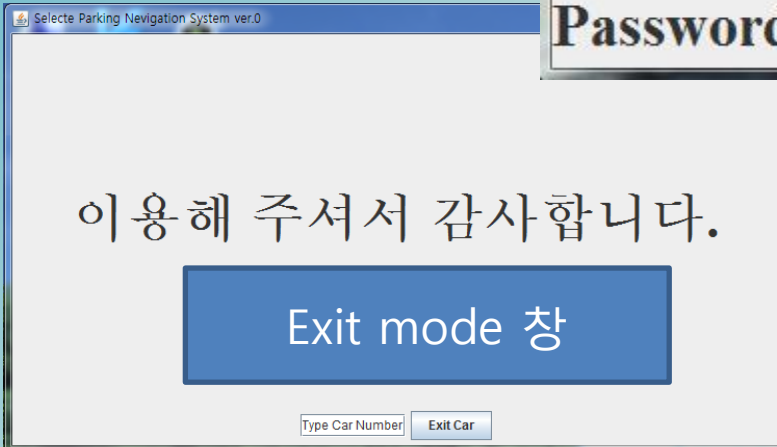 Selecte Parking Nevigation System ver.0
이용해 주셔서 감사합니다.
Exit mode 창
Type Car Number
Exit Car